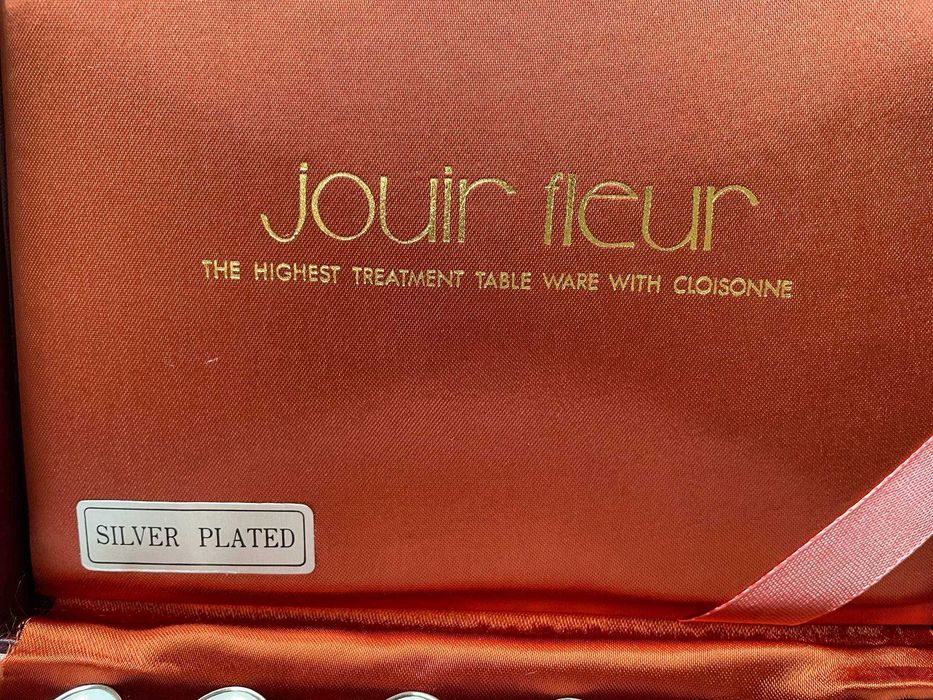 jouir fleur
THE HIGHEST TREATMENT TABLE WARE WITH CLOISONNE
SILVER PLATED